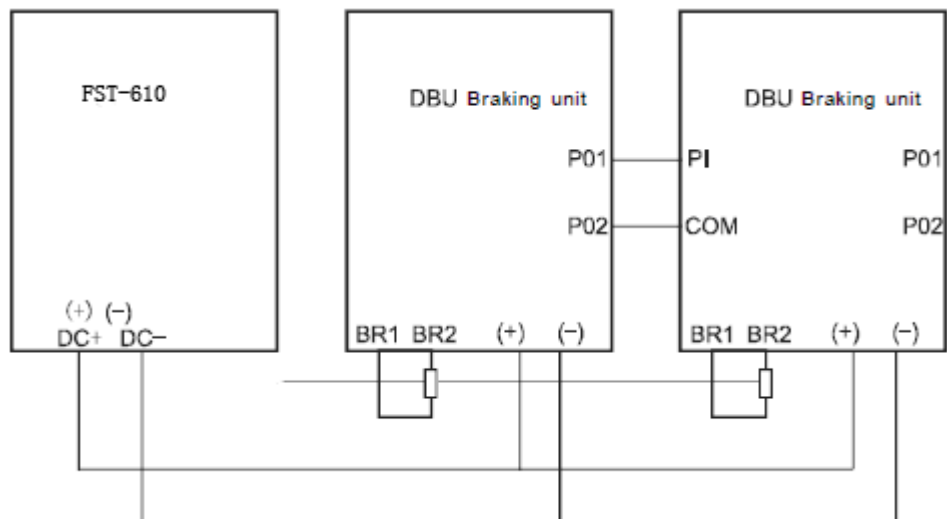 FST-610
DBU Braking unit
DBU Braking unit
P01
PI
P01
P02
COM
P02
(+) (−)
DC+ DC−
BR1 BR2 (+) (−)
BR1 BR2 (+) (−)